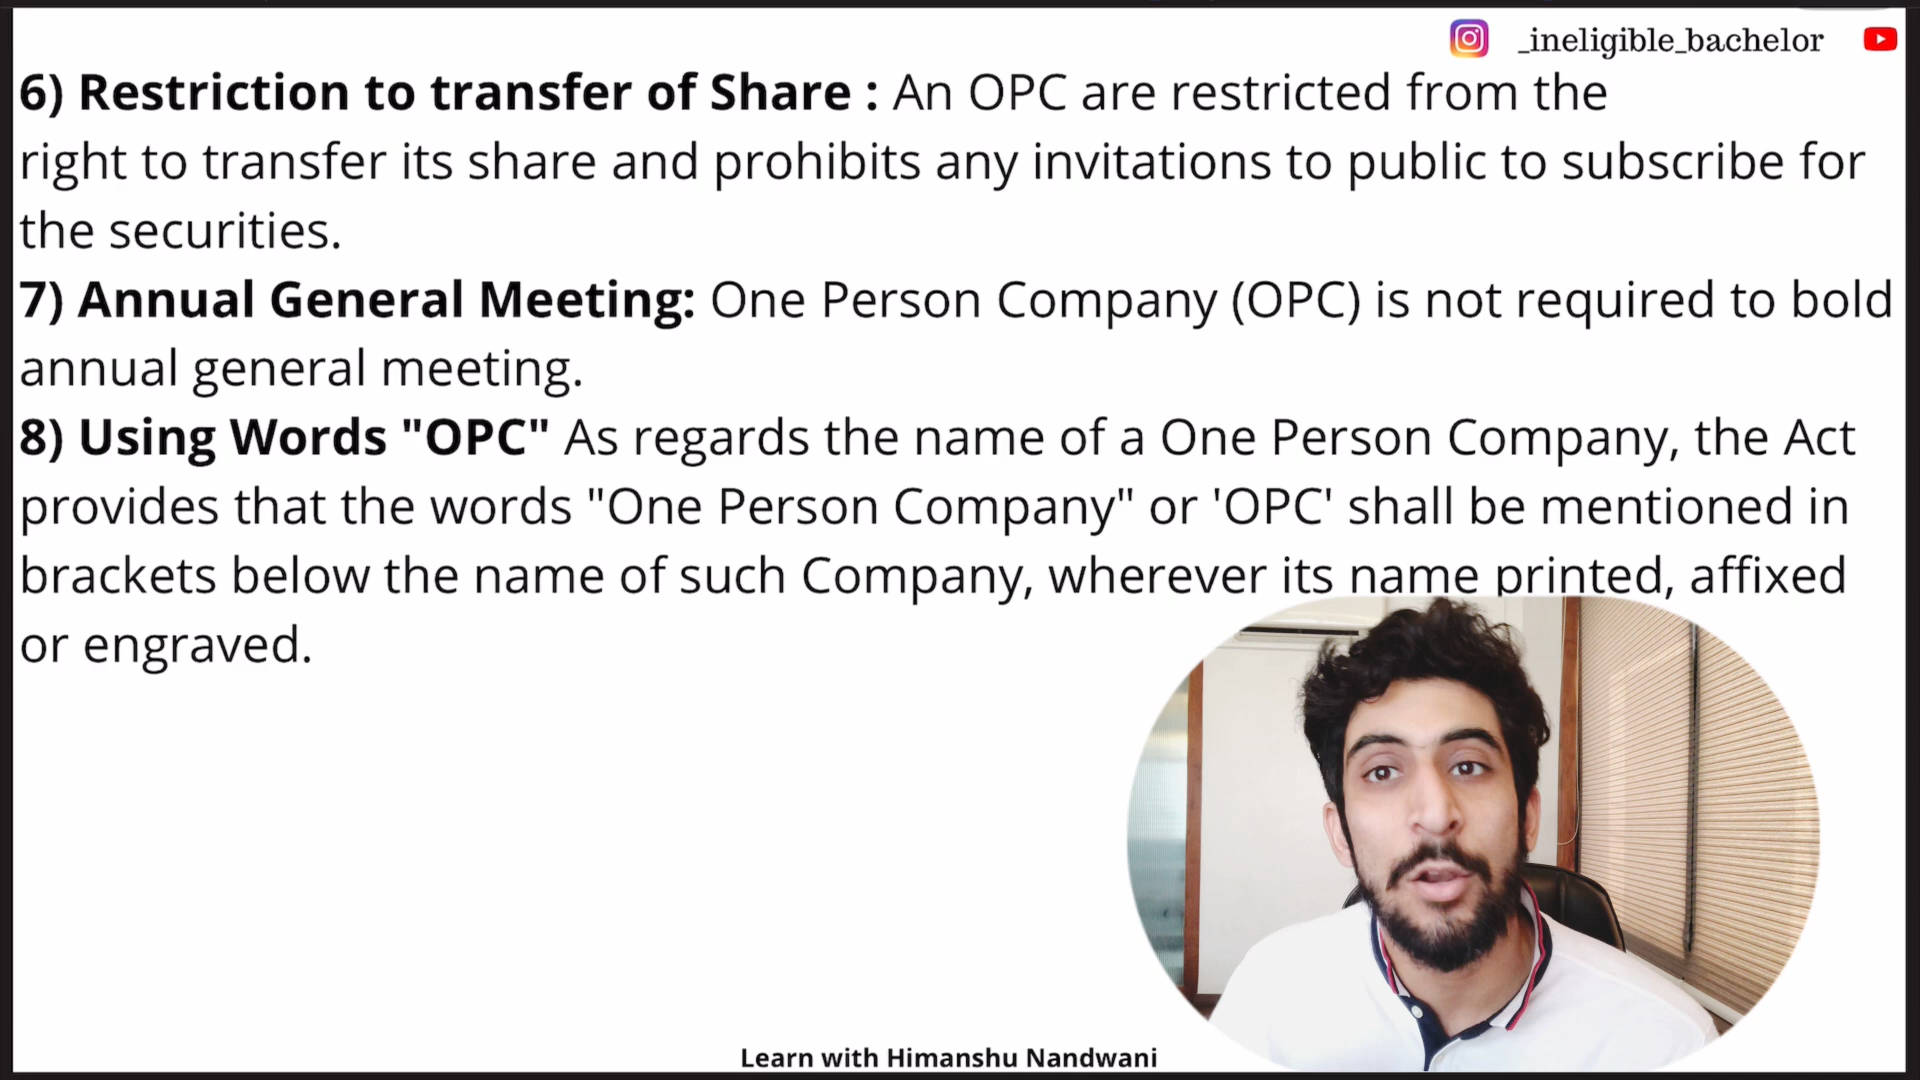 _ineligible_bachelor
6) Restriction to transfer of Share : An OPC are restricted from the
right to transfer its share and prohibits any invitations to public to subscribe for
the securities.
7) Annual General Meeting: One Person Company (OPC) is not required to bold
annual general meeting.
8) Using Words "OPC" As regards the name of a One Person Company, the Act
provides that the words "One Person Company" or 'OPC' shall be mentioned in
brackets below the name of such Company, wherever its name printed, affixed
or engraved.
Learn with Himanshu Nandwani